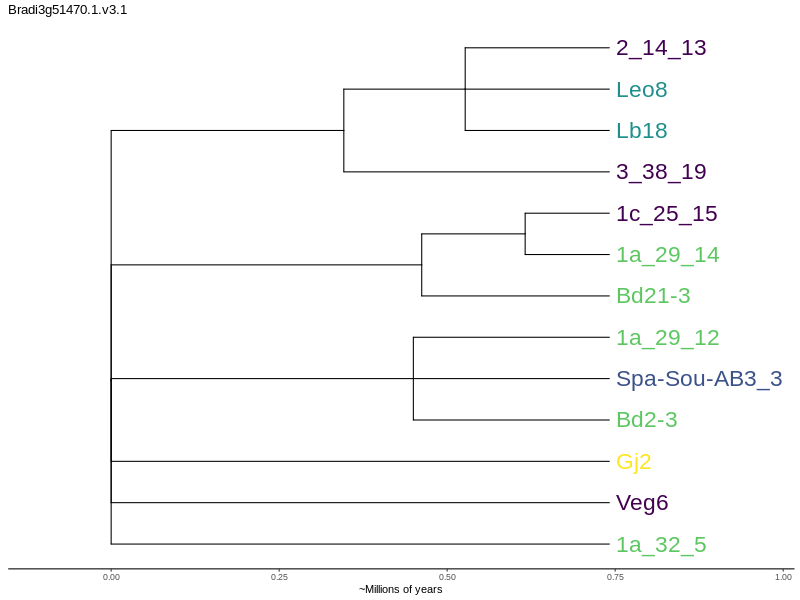 Bradi3g51470.1.v3.1
2_14_13
Leo8
Lb18
3_38_19
1c_25_15
1a_29_14
Bd21-3
1a_29_12
Spa-Sou-AB3_3
Bd2-3
Gj2
Veg6
1a_32_5
0.00 0.25 0.50 0.75 1.00
~Millions of years